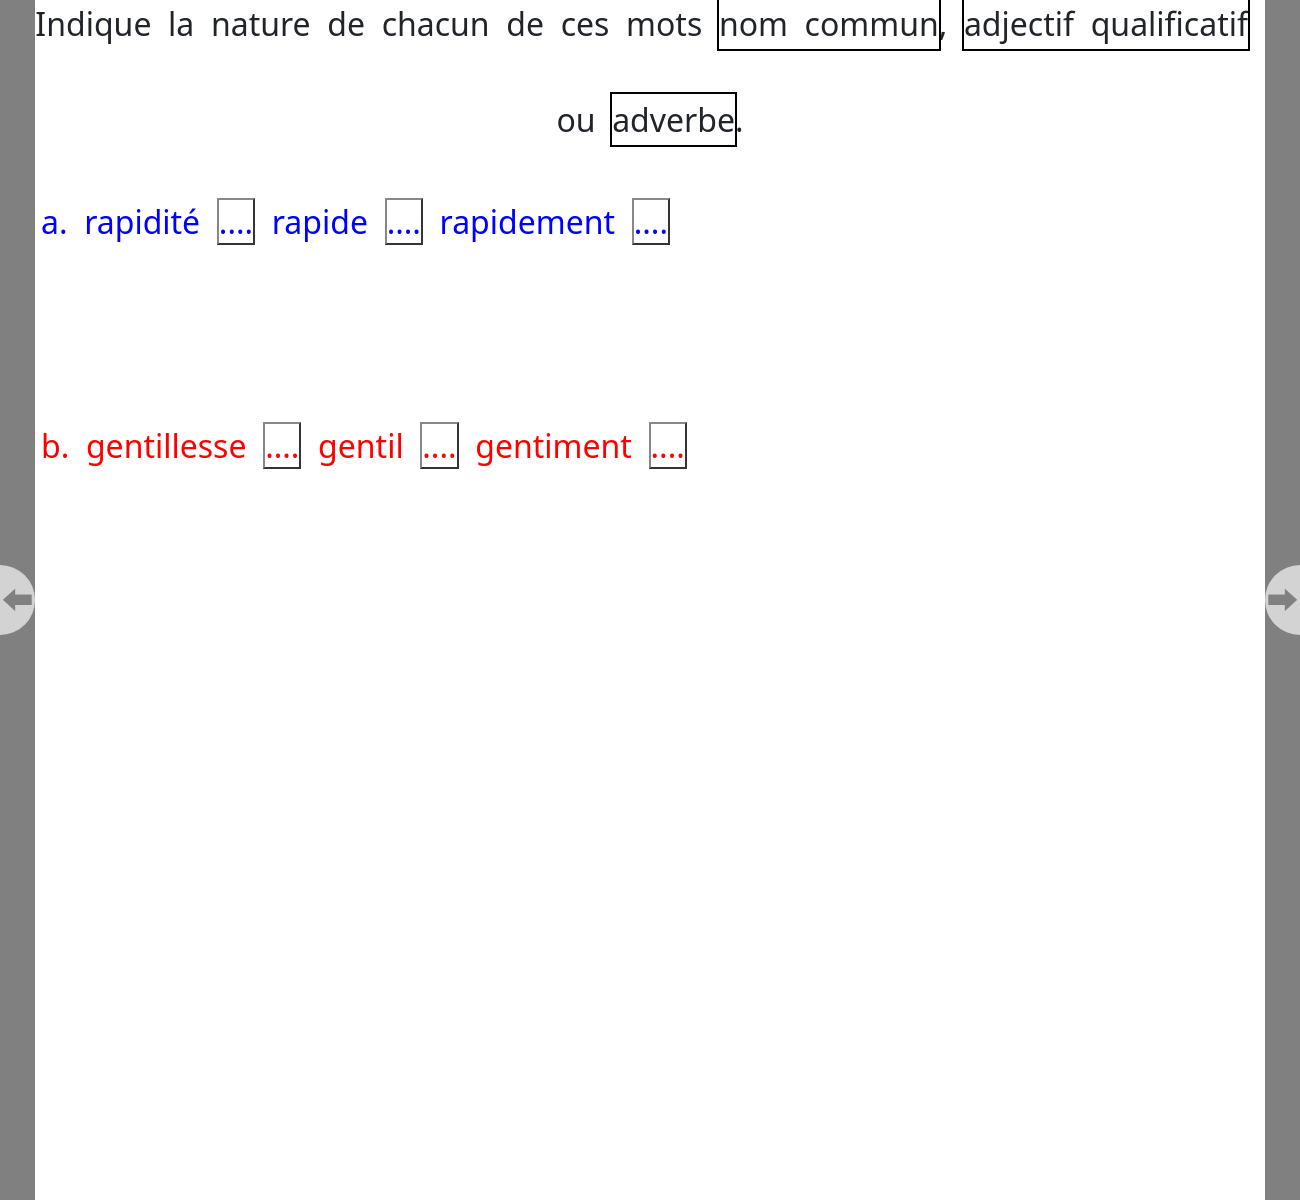 Indique la nature de chacun de ces mots nom commun, adjectif qualificatif
ou adverbe.
a. rapidité .... rapide .... rapidement ....
b. gentillesse .... gentil .... gentiment ....